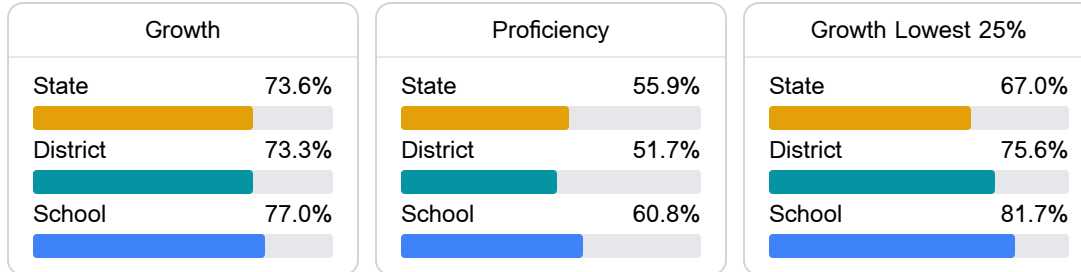 Growth
State 73.6%
District 73.3%
School 77.0%
Proficiency
State 55.9%
District 51.7%
School 60.8%
Growth Lowest 25%
State 67.0%
District 75.6%
School 81.7%